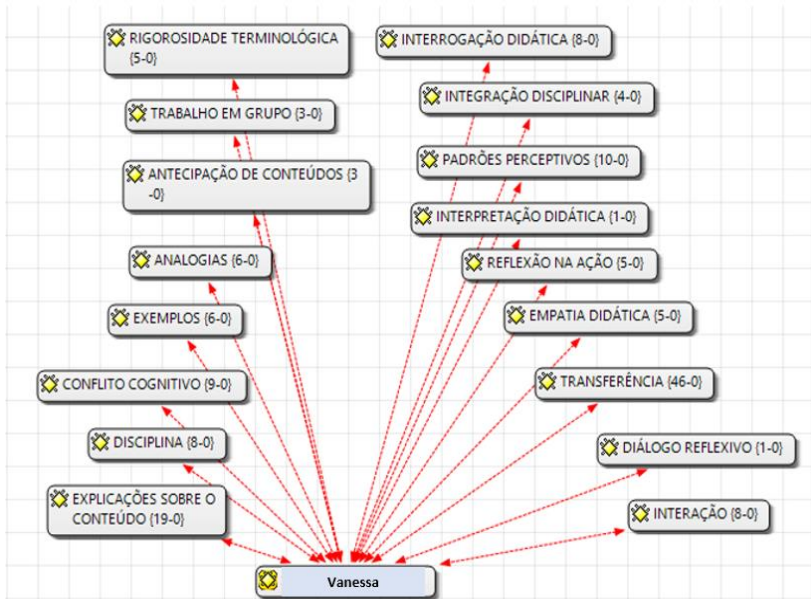 RIGOROSIDADE TERMINOLÓGICA
{5-0}
INTERROGAÇÃO DIDÁTICA {8-0}
INTEGRAÇÃO DISCIPLINAR {4-0}
TRABALHO EM GRUPO {3-0}
PADRÕES PERCEPTIVOS {10-0}
ANTECIPAÇÃO DE CONTEÚDOS {3
-0}
INTERPRETAÇÃO DIDÁTICA {1-0}
ANALOGIAS {6-0}
REFLEXÃO NA AÇÃO {5-0}
EXEMPLOS {6-0}
EMPATIA DIDÁTICA {5-0}
CONFLITO COGNITIVO {9-0}
TRANSFERÊNCIA {46-0}
DISCIPLINA {8-0}
DIÁLOGO REFLEXIVO {1-0}
EXPLICAÇÕES SOBRE O
CONTEÚDO {19-0}
INTERAÇÃO {8-0}
Vanessa